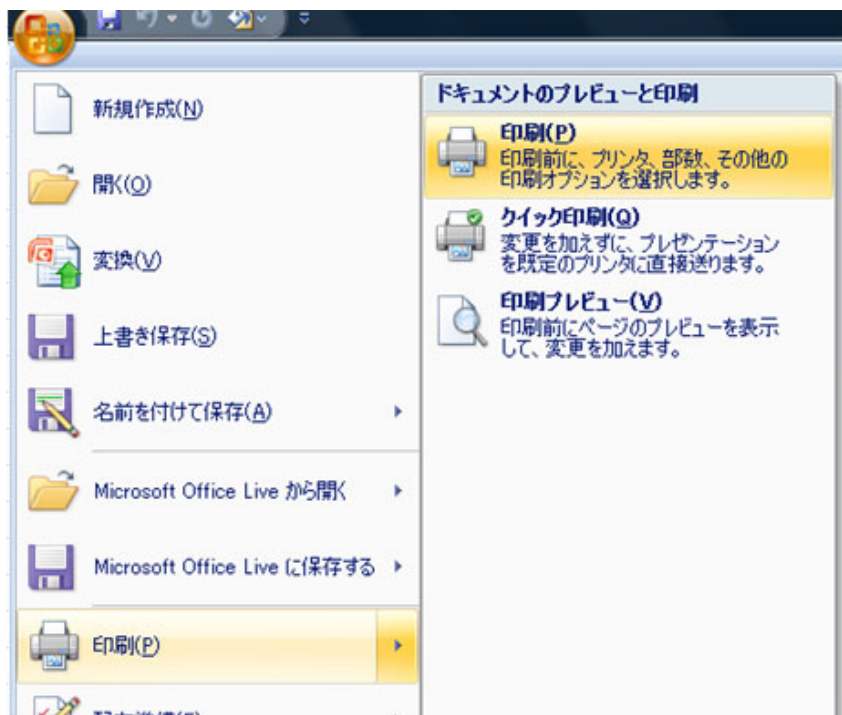 新規作成(N)
開く(O)
変換(V)
上書き保存(S)
名前を付けて保存(A)
Microsoft Office Live から開く
Microsoft Office Live に保存する
印刷(P)
ドキュメントのプレビューと印刷
印刷(P)
印刷前に、プリンタ、部数、その他の
印刷オプションを選択します。
クイック印刷(Q)
変更を加えずに、プレゼンテーション
を既定のプリンタに直接送ります。
印刷プレビュー(V)
印刷前にページのプレビューを表示
して、変更を加えます。